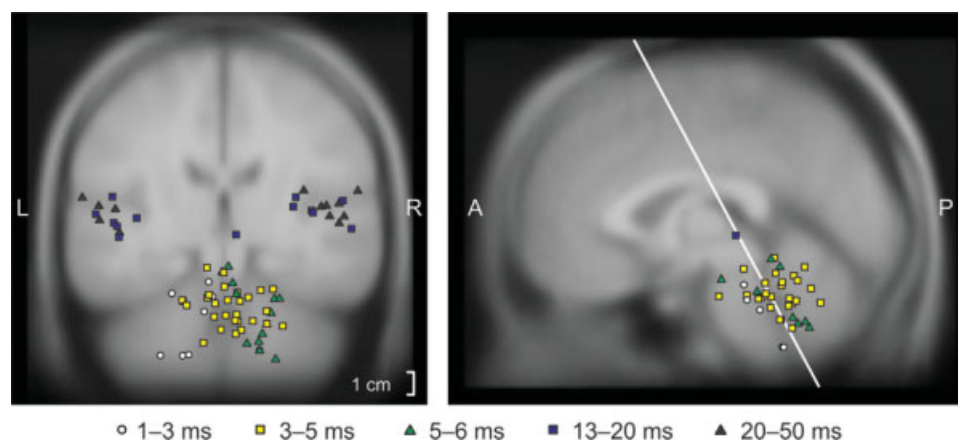 L
R
A
P
1 cm
1–3 ms
3–5 ms
5–6 ms
13–20 ms
20–50 ms